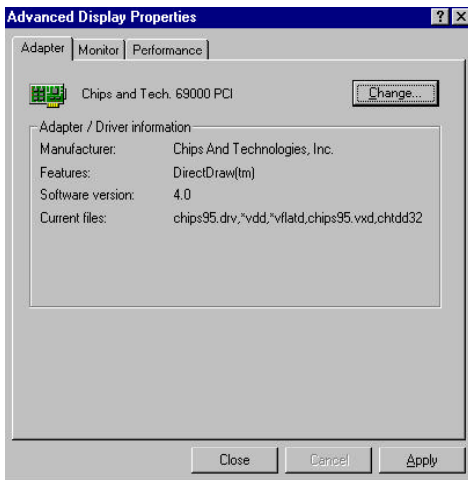 Advanced Display Properties
Adapter Monitor Performance
Chips and Tech. 69000 PCI Change...
Adapter / Driver information
Manufacturer: Chips And Technologies, Inc.
Features: DirectDraw(tm)
Software version: 4.0
Current files: chips95.drv,*vdd,*vflatd,chips95.vxd,chtdd32
Close Cancel Apply